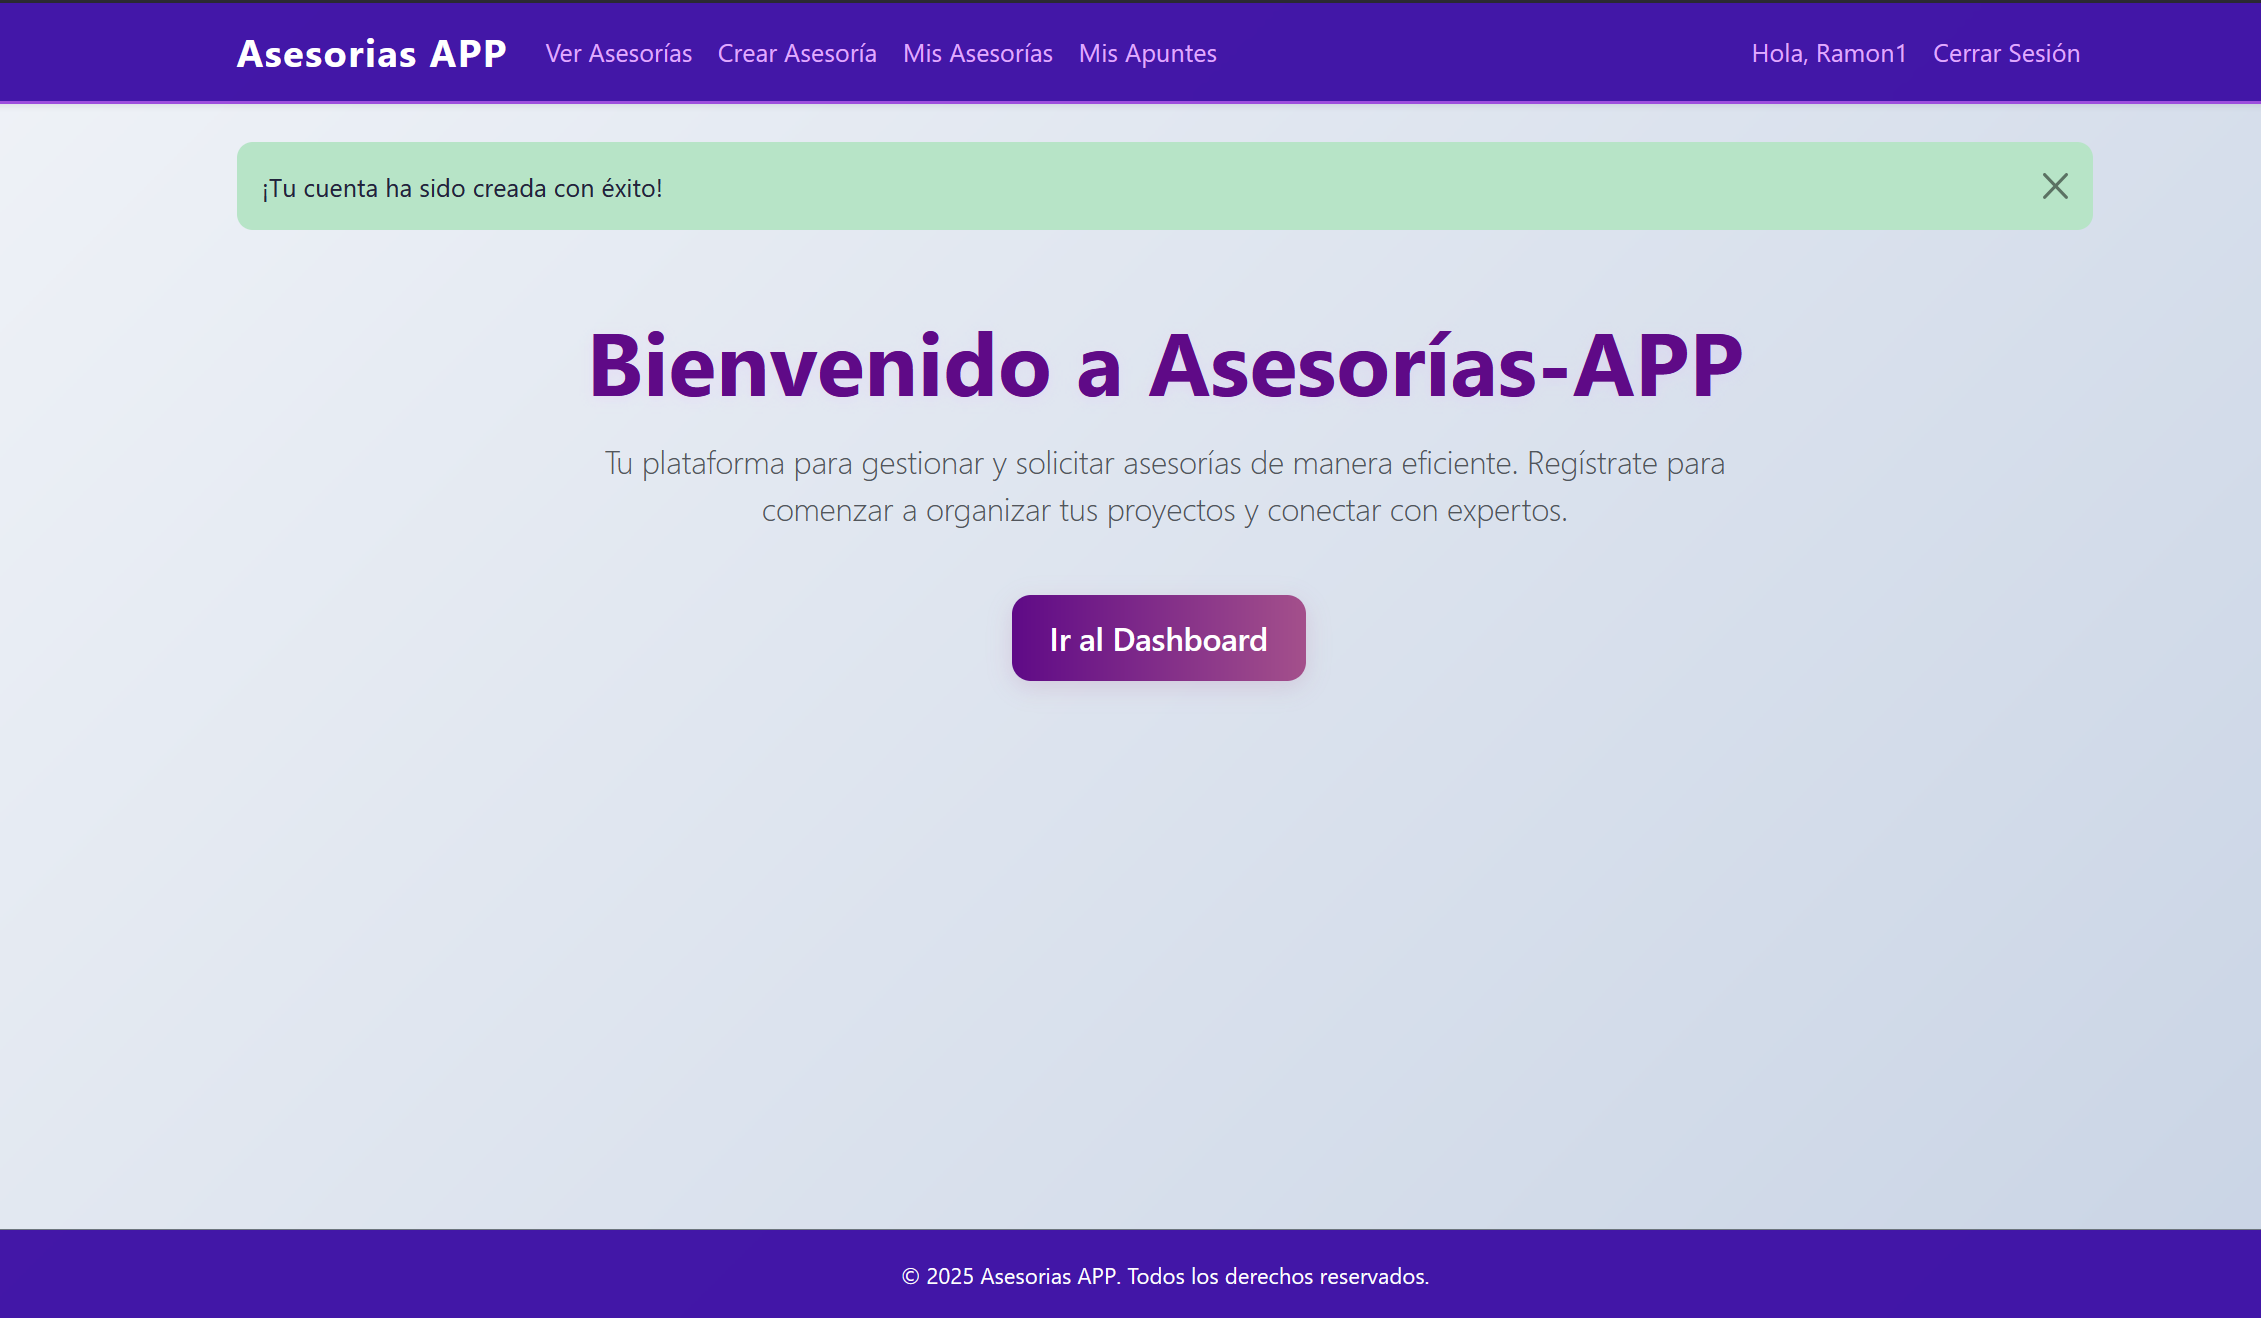 Asesorias APP Ver Asesorías Crear Asesoría Mis Asesorías Mis Apuntes Hola, Ramon1 Cerrar Sesión
¡Tu cuenta ha sido creada con éxito!
Bienvenido a Asesorías-APP
Tu plataforma para gestionar y solicitar asesorías de manera eficiente. Regístrate para
comenzar a organizar tus proyectos y conectar con expertos.
Ir al Dashboard
© 2025 Asesorias APP. Todos los derechos reservados.